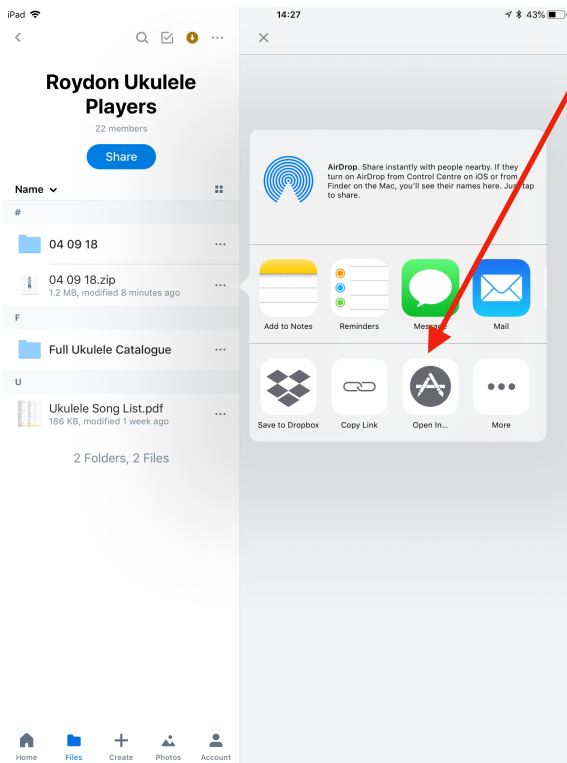 iPad
14:27
43%
Roydon Ukulele
Players
22 members
Share
Name
#
04 09 18
04 09 18.zip
1.2 MB, modified 8 minutes ago
F
Full Ukulele Catalogue
U
Ukulele Song List.pdf
186 KB, modified 1 week ago
2 Folders, 2 Files
Home
Files
Create
Photos
Account
AirDrop. Share instantly with people nearby. If they
turn on AirDrop from Control Centre on iOS or from
Finder on the Mac, you'll see their names here. Just tap
to share.
Add to Notes
Reminders
Message
Mail
Save to Dropbox
Copy Link
Open In...
More